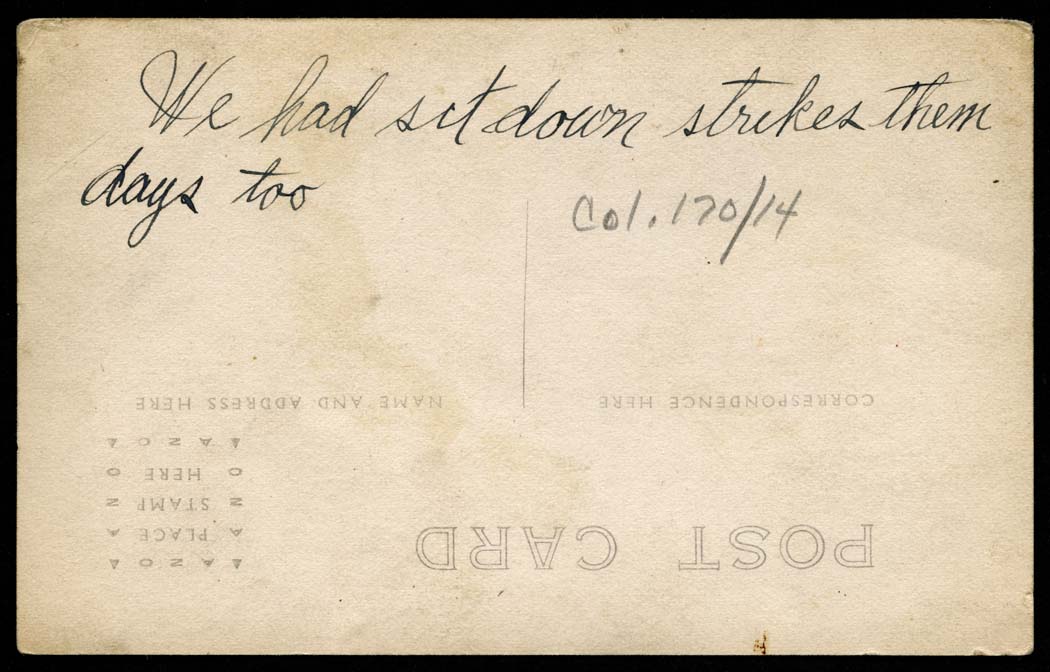 We had sit down strikes them
days too
Col. 170/14
CORRESPONDENCE HERE
NAME AND ADDRESS HERE
POST CARD
AZO
PLACE
STAMP
HERE
AZO